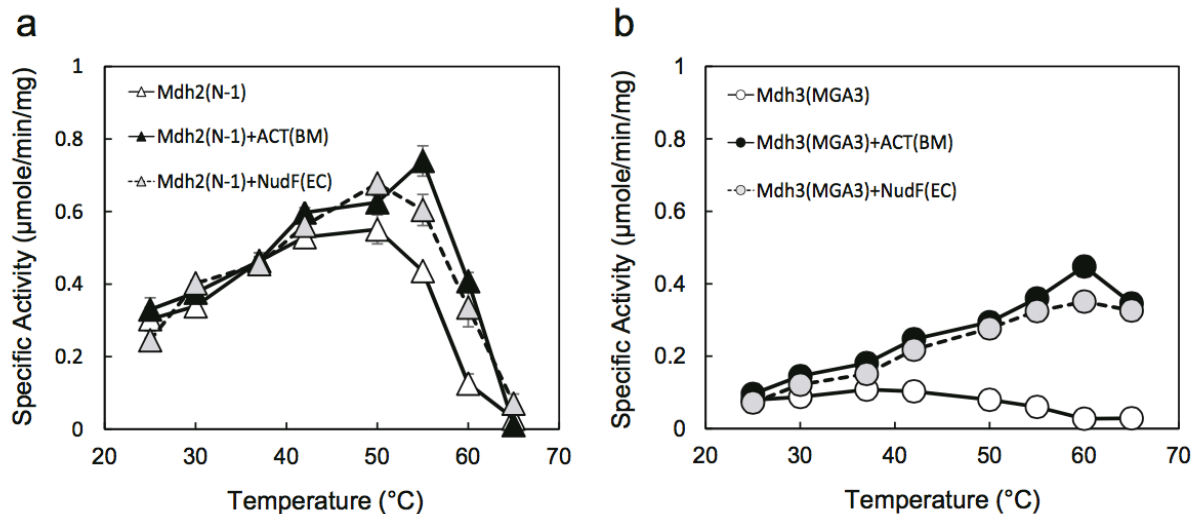 a
Specific Activity (μmole/min/mg)
1
0.8
0.6
0.4
0.2
0
Mdh2(N-1)
Mdh2(N-1)+ACT(BM)
Mdh2(N-1)+NudF(EC)
20 30 40 50 60 70
Temperature (°C)
b
Specific Activity (μmole/min/mg)
1
0.8
0.6
0.4
0.2
0
Mdh3(MGA3)
Mdh3(MGA3)+ACT(BM)
Mdh3(MGA3)+NudF(EC)
20 30 40 50 60 70
Temperature (°C)